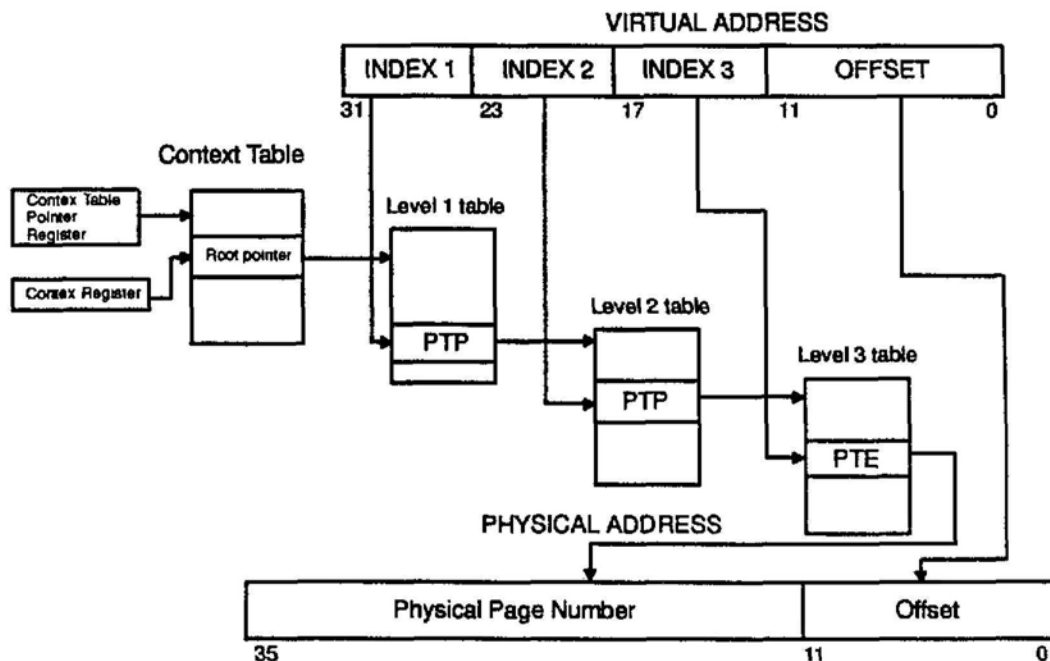 VIRTUAL ADDRESS
INDEX 1 INDEX 2 INDEX 3 OFFSET
31 23 17 11 0
Context Table
Contex Table
Pointer
Register
Level 1 table
Root pointer
Contex Register
Level 2 table
PTP
Level 3 table
PTP
PTE
PHYSICAL ADDRESS
Physical Page Number Offset
35 11 0